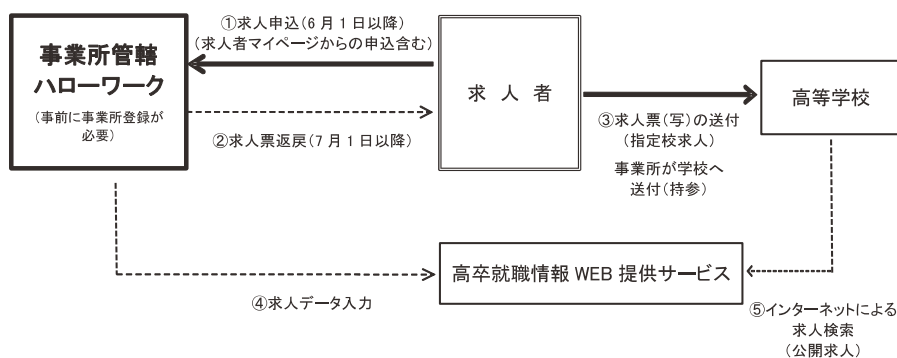 ①求人申込（6月1日以降）
（求人者マイページからの申込含む）
事業所管轄
ハローワーク
（事前に事業所登録が
必要）
②求人票返戻（7月1日以降）
求人者
高等学校
③求人票（写）の送付
（指定校求人）
事業所が学校へ
送付（持参）
高卒就職情報WEB提供サービス
④求人データ入力
⑤インターネットによる
求人検索
（公開求人）